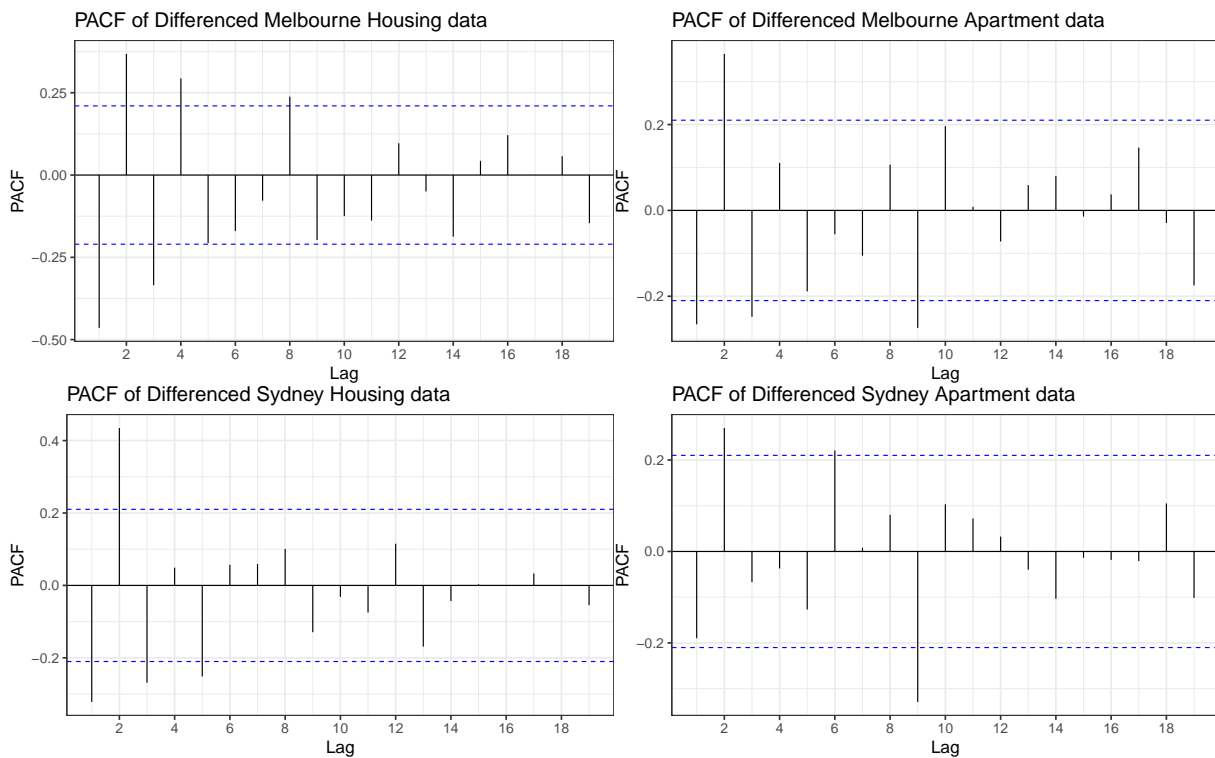 PACF of Differenced Melbourne Housing data
PACF
0.25
0.00
−0.25
−0.50
2 4 6 8 10 12 14 16 18
Lag
PACF of Differenced Melbourne Apartment data
PACF
0.2
0.0
−0.2
2 4 6 8 10 12 14 16 18
Lag
PACF of Differenced Sydney Housing data
PACF
0.4
0.2
0.0
−0.2
2 4 6 8 10 12 14 16 18
Lag
PACF of Differenced Sydney Apartment data
PACF
0.2
0.0
−0.2
2 4 6 8 10 12 14 16 18
Lag